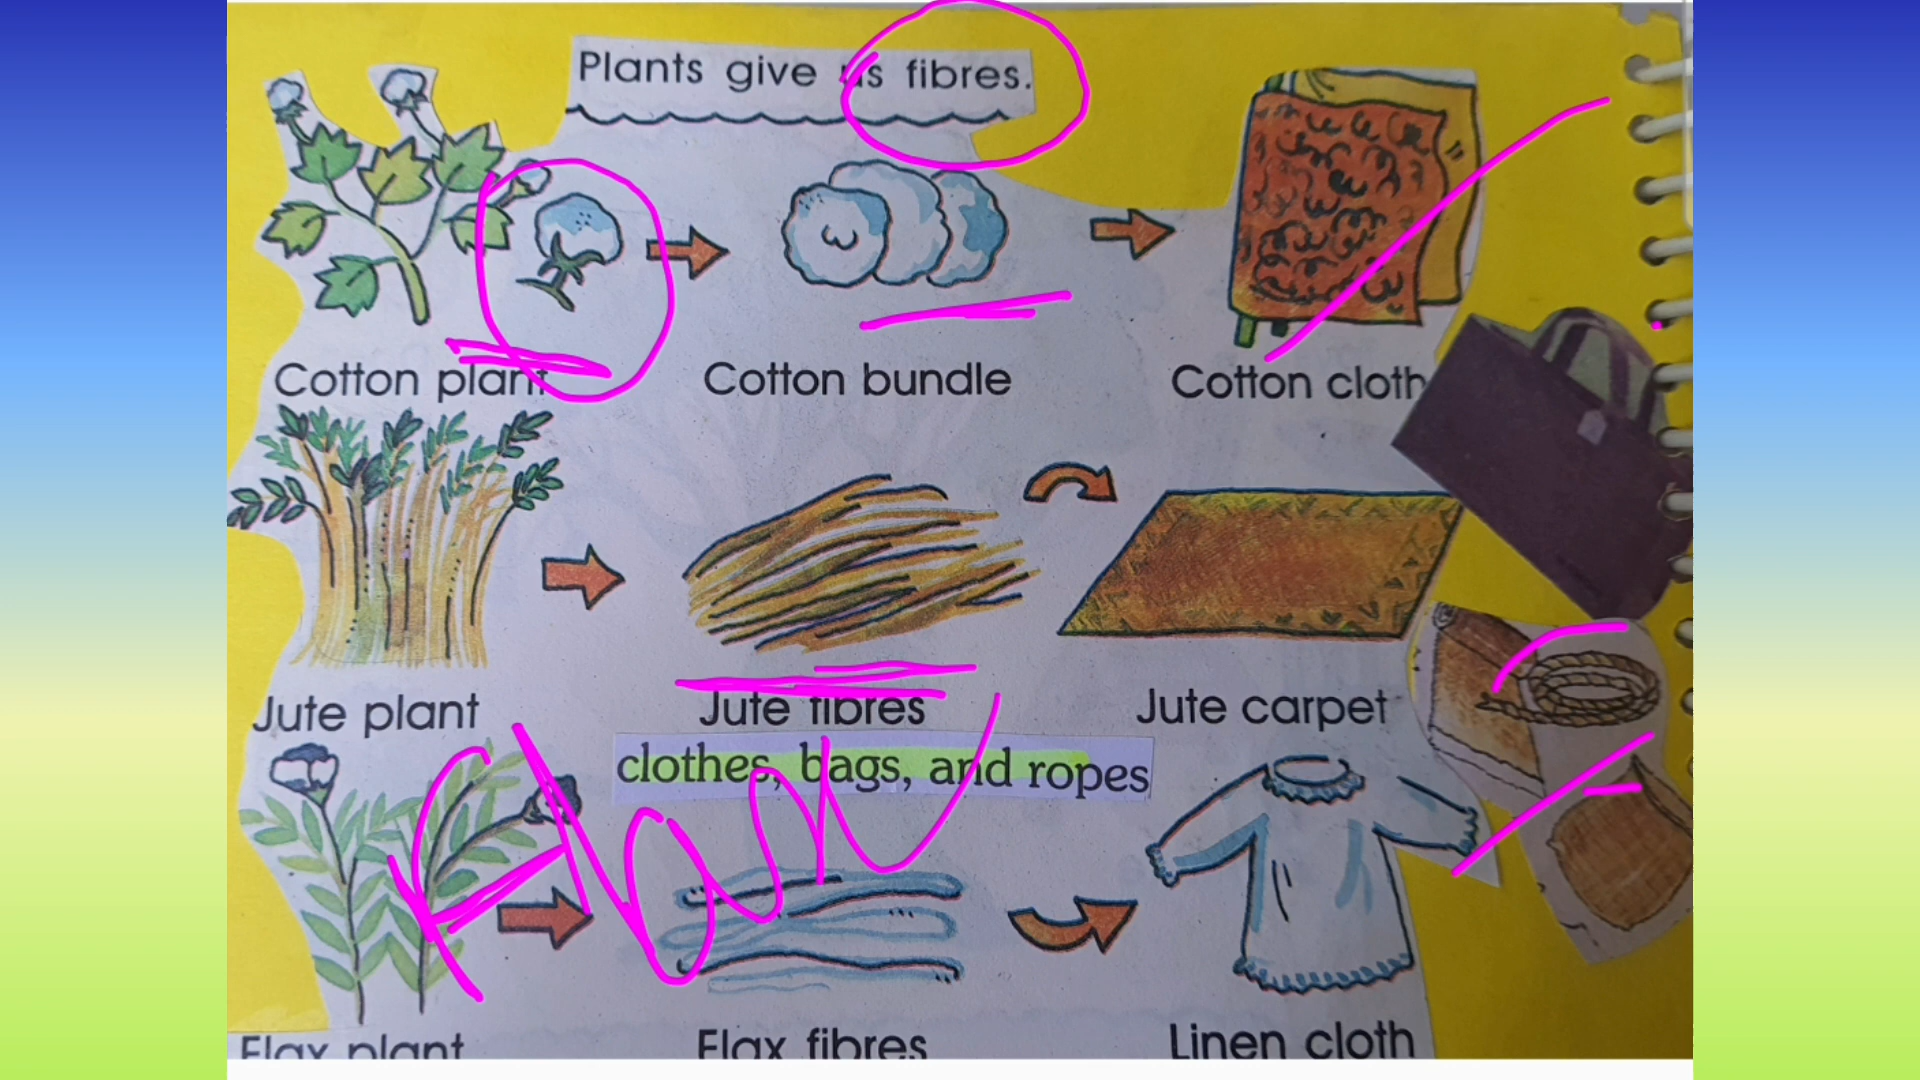 Plants give us fibres.
Cotton plant
Cotton bundle
Cotton cloth
Jute plant
Jute fibres
Jute carpet
clothes, bags, and ropes
Flax plant
Flax fibres
Linen cloth